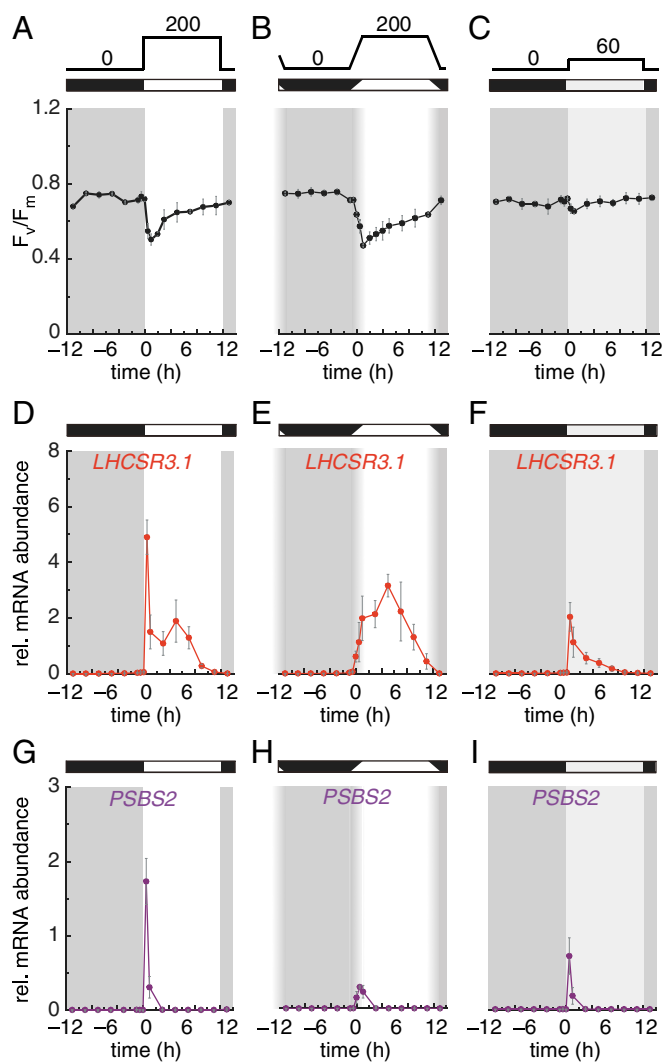 A B C
0 200 0 200 0 60
1.2
0.8
0.4
0
Fv/Fm
−12 −6 0 6 12 −12 −6 0 6 12 −12 −6 0 6 12
time (h) time (h) time (h)
D E F
LHCSR3.1 LHCSR3.1 LHCSR3.1
8
6
4
2
0
rel. mRNA abundance
−12 −6 0 6 12 −12 −6 0 6 12 −12 −6 0 6 12
time (h) time (h) time (h)
G H I
PSBS2 PSBS2 PSBS2
3
2
1
0
rel. mRNA abundance
−12 −6 0 6 12 −12 −6 0 6 12 −12 −6 0 6 12
time (h) time (h) time (h)